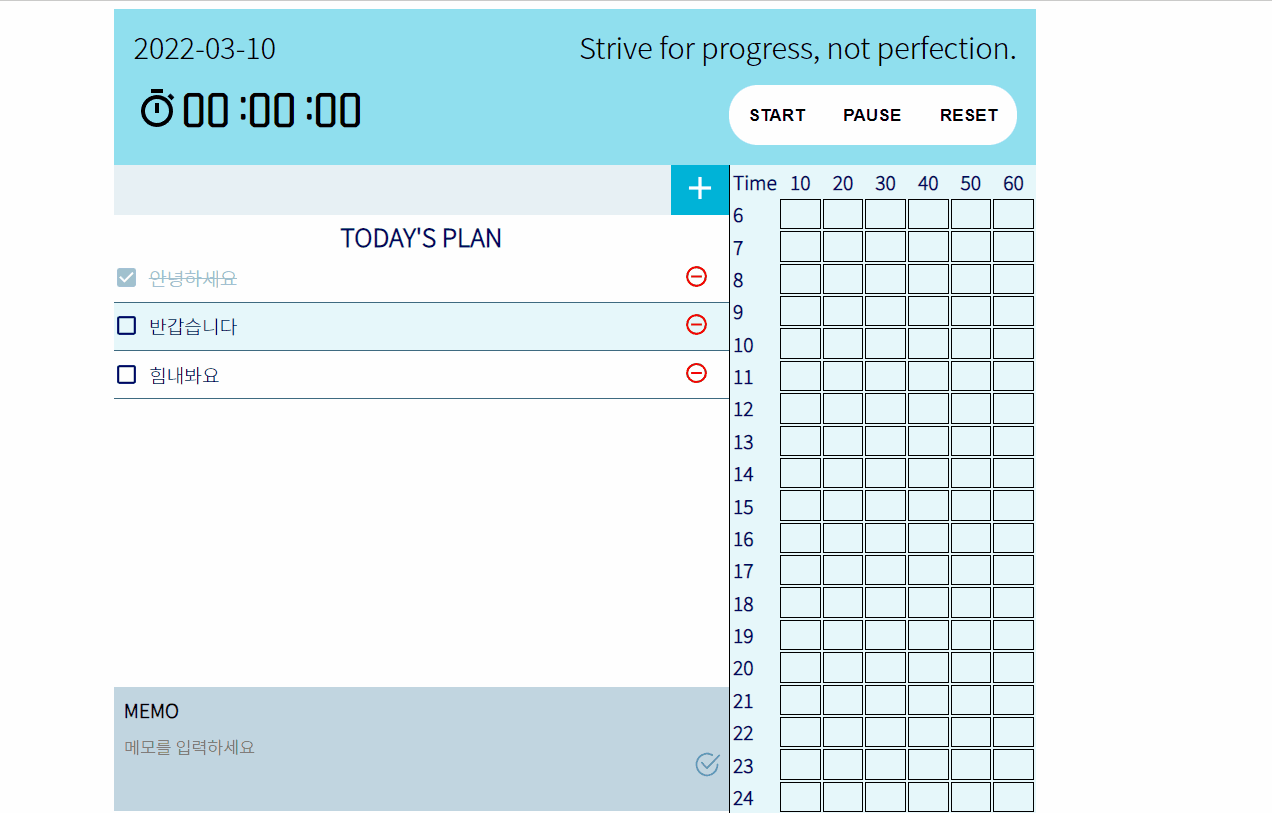 2022-03-10
Strive for progress, not perfection.
00:00:00
START PAUSE RESET
+
TODAY'S PLAN
안녕하세요
반갑습니다
힘내봐요
MEMO
메모를 입력하세요
Time 10 20 30 40 50 60
6
7
8
9
10
11
12
13
14
15
16
17
18
19
20
21
22
23
24